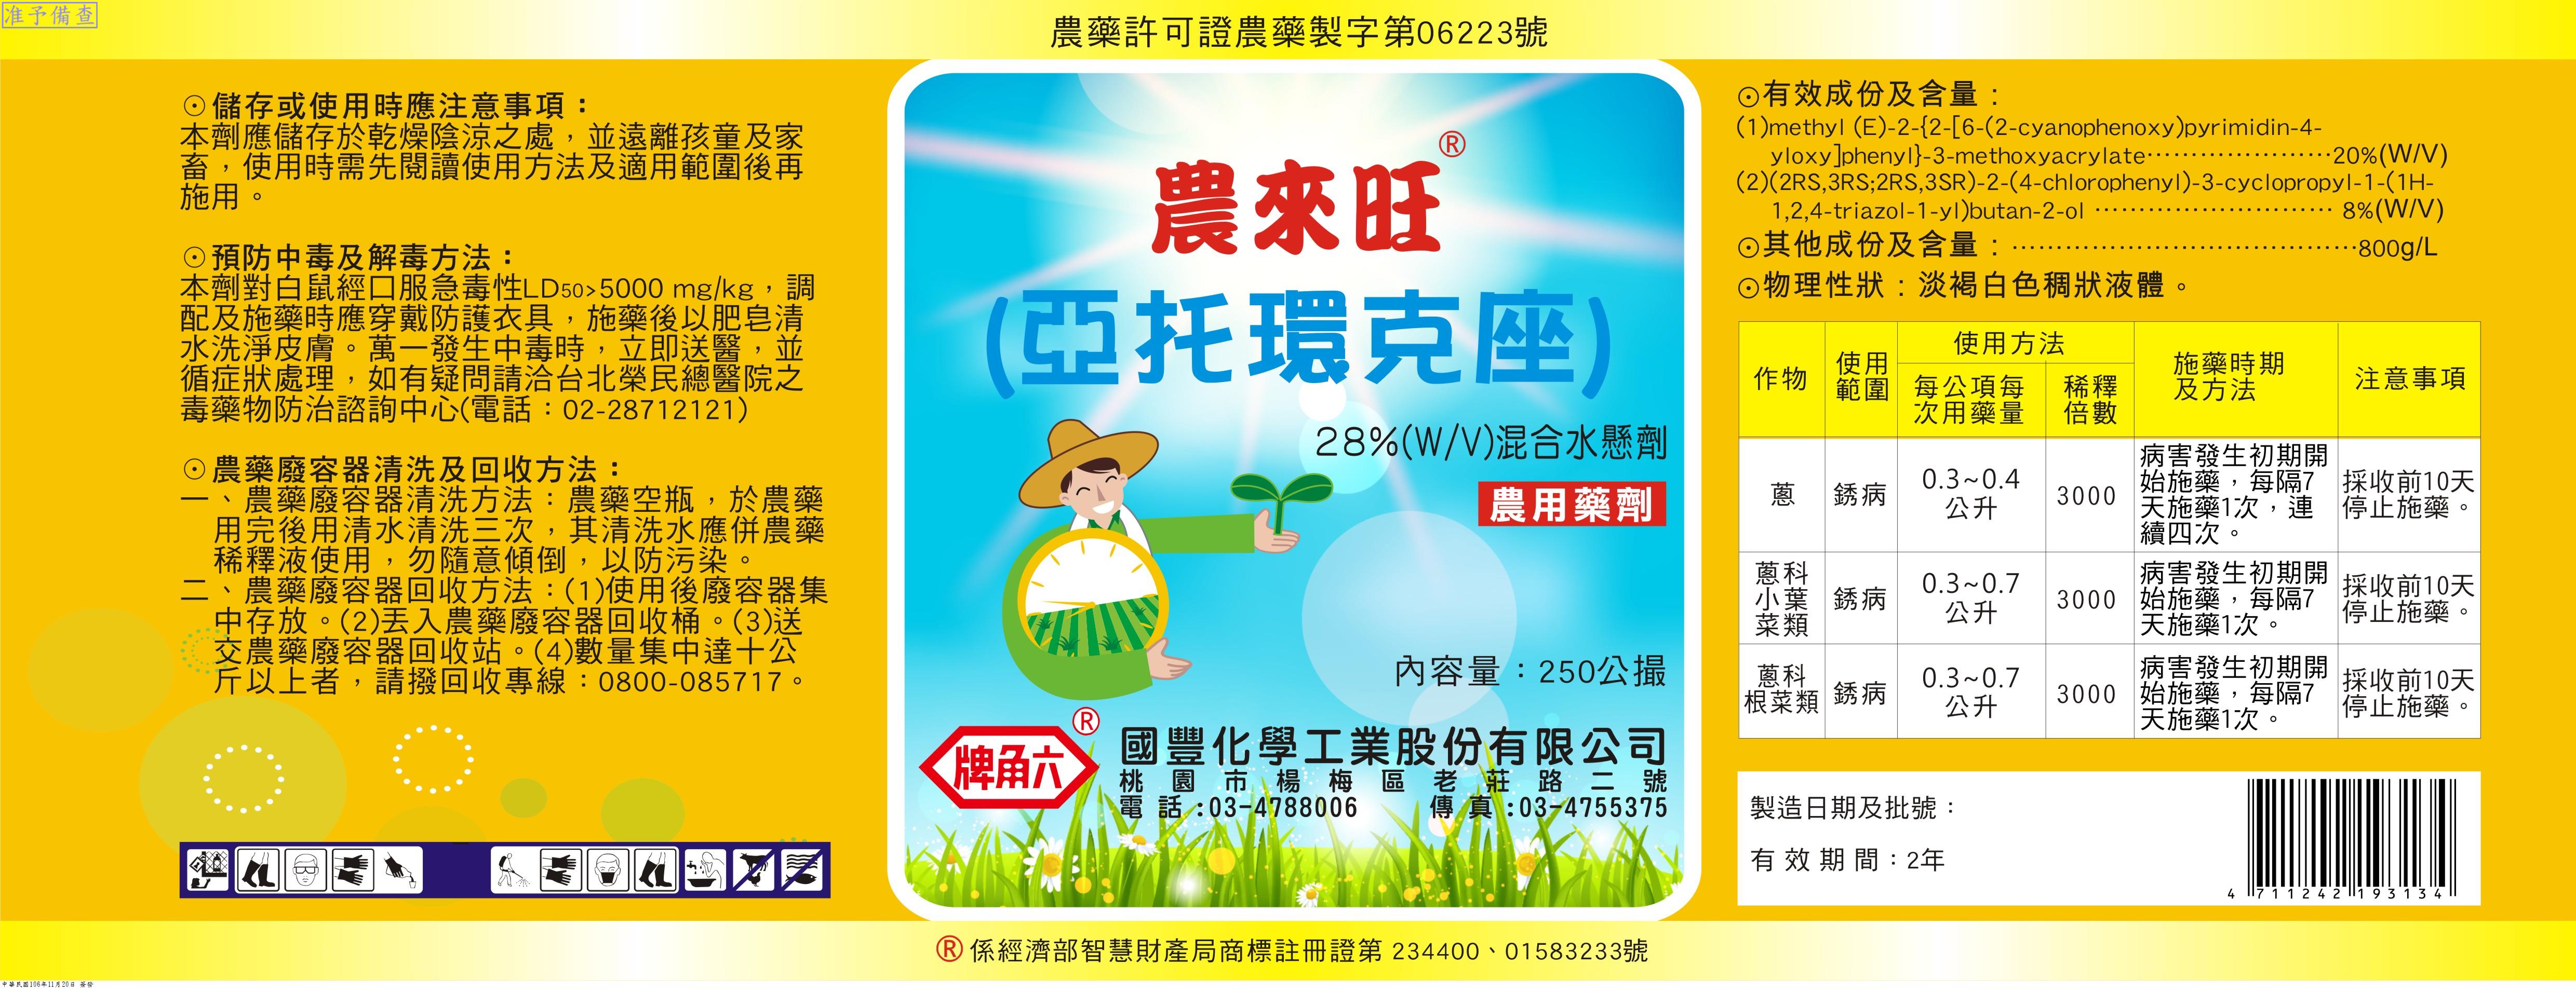 准予備查
農藥許可證農藥製字第06223號
⊙儲存或使用時應注意事項：
本劑應儲存於乾燥陰涼之處，並遠離孩童及家
畜，使用時需先閱讀使用方法及適用範圍後再
施用。
⊙預防中毒及解毒方法：
本劑對白鼠經口服急毒性LD50>5000 mg/kg，調
配及施藥時應穿戴防護衣具，施藥後以肥皂清
水洗淨皮膚。萬一發生中毒時，立即送醫，並
循症狀處理，如有疑問請洽台北榮民總醫院之
毒藥物防治諮詢中心(電話：02-28712121)
⊙農藥廢容器清洗及回收方法：
一、農藥廢容器清洗方法：農藥空瓶，於農藥
用完後用清水清洗三次，其清洗水應併農藥
稀釋液使用，勿隨意傾倒，以防污染。
二、農藥廢容器回收方法：(1)使用後廢容器集
中存放。(2)丟入農藥廢容器回收桶。(3)送
交農藥廢容器回收站。(4)數量集中達十公
斤以上者，請撥回收專線：0800-085717。
農來旺®
(亞托環克座)
28%(W/V)混合水懸劑
農用藥劑
內容量：250公撮
牌角六®
國豐化學工業股份有限公司
桃園市楊梅區老莊路二號
電話:03-4788006 傳真:03-4755375
⊙有效成份及含量：
(1)methyl (E)-2-{2-[6-(2-cyanophenoxy)pyrimidin-4-
yloxy]phenyl}-3-methoxyacrylate…………………20%(W/V)
(2)(2RS,3RS;2RS,3SR)-2-(4-chlorophenyl)-3-cyclopropyl-1-(1H-
1,2,4-triazol-1-yl)butan-2-ol ……………………… 8%(W/V)
⊙其他成份及含量：…………………………………800g/L
⊙物理性狀：淡褐白色稠狀液體。
作物 使用範圍 使用方法 施藥時期及方法 注意事項
每公項每次用藥量 稀釋倍數
蔥 銹病 0.3~0.4公升 3000 病害發生初期開始施藥，每隔7天施藥1次，連續四次。 採收前10天停止施藥。
蔥科小葉菜類 銹病 0.3~0.7公升 3000 病害發生初期開始施藥，每隔7天施藥1次。 採收前10天停止施藥。
蔥科根菜類 銹病 0.3~0.7公升 3000 病害發生初期開始施藥，每隔7天施藥1次。 採收前10天停止施藥。
製造日期及批號：
有效期間：2年
4 711242 193134
®係經濟部智慧財產局商標註冊證第 234400、01583233號
中華民國106年11月20日